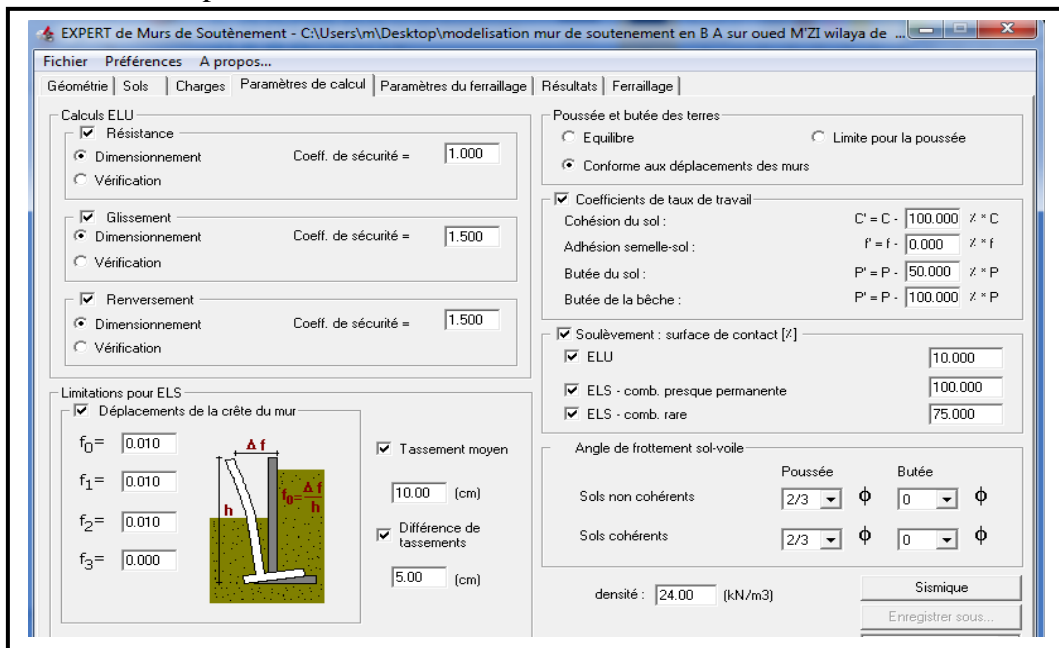 EXPERT de Murs de Soutènement - C:\Users\m\Desktop\modelisation mur de soutenement en B A sur oued M'ZI wilaya de ...
Fichier Préférences A propos...
Géométrie Sols Charges Paramètres de calcul Paramètres du ferraillage Résultats Ferraillage
Calculs ELU
Résistance
Dimensionnement Coeff. de sécurité = 1.000
Vérification
Glissement
Dimensionnement Coeff. de sécurité = 1.500
Vérification
Renversement
Dimensionnement Coeff. de sécurité = 1.500
Vérification
Limitations pour ELS
Déplacements de la crête du mur
f0= 0.010
f1= 0.010
f2= 0.010
f3= 0.000
Δ f
h
f0= Δ f
h
Tassement moyen
10.00 (cm)
Différence de
tassements
5.00 (cm)
Poussée et butée des terres
Equilibre Limite pour la poussée
Conforme aux déplacements des murs
Coefficients de taux de travail
Cohésion du sol : C' = C - 100.000 % * C
Adhésion semelle-sol : f' = f - 0.000 % * f
Butée du sol : P' = P - 50.000 % * P
Butée de la bêche : P' = P - 100.000 % * P
Soulèvement : surface de contact [%]
ELU 10.000
ELS - comb. presque permanente 100.000
ELS - comb. rare 75.000
Angle de frottement sol-voile
Poussée Butée
Sols non cohérents 2/3 ϕ 0 ϕ
Sols cohérents 2/3 ϕ 0 ϕ
densité : 24.00 (kN/m3)
Sismique
Enregistrer sous...